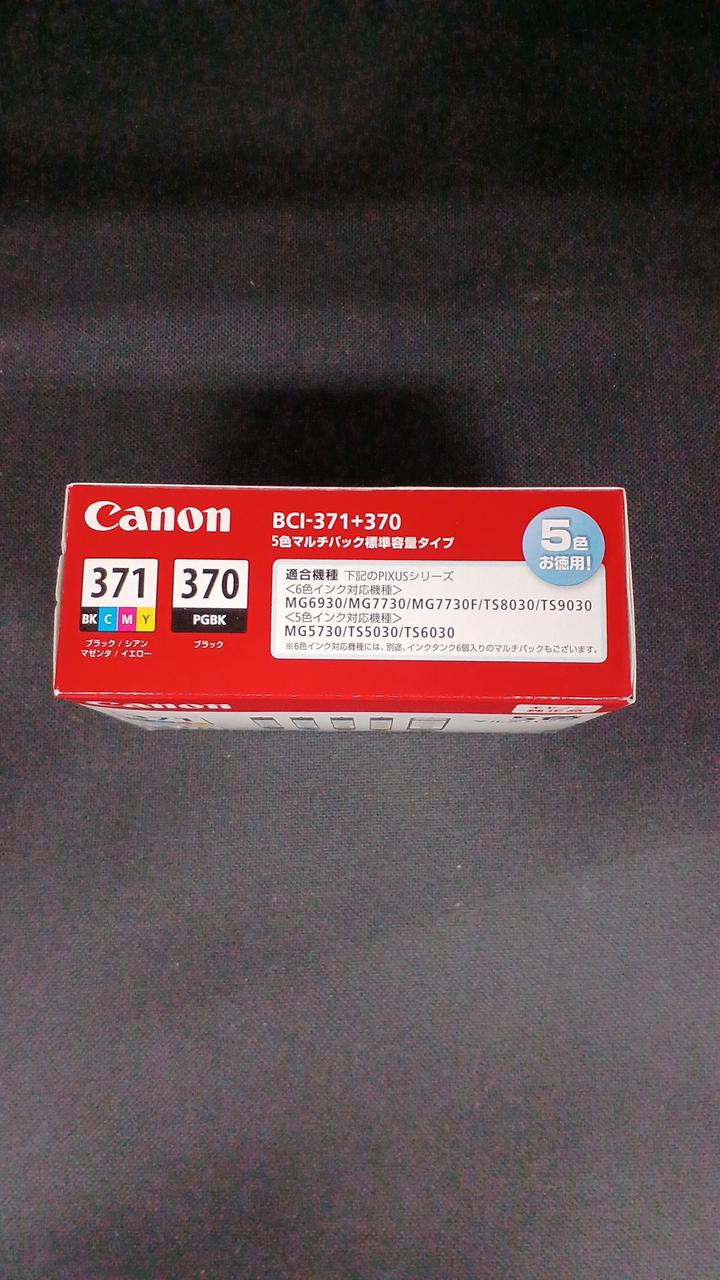 Canon
BCI-371+370
5色マルチパック標準容量タイプ
5色
お徳用!
371
BK C M Y
ブラック / シアン
マゼンタ / イエロー
370
PGBK
ブラック
適合機種 下記のPIXUSシリーズ
<6色インク対応機種>
MG6930/MG7730/MG7730F/TS8030/TS9030
<5色インク対応機種>
MG5730/TS5030/TS6030
※6色インク対応機種には、別途、インクタンク6個入りのマルチパックもございます。
Canon